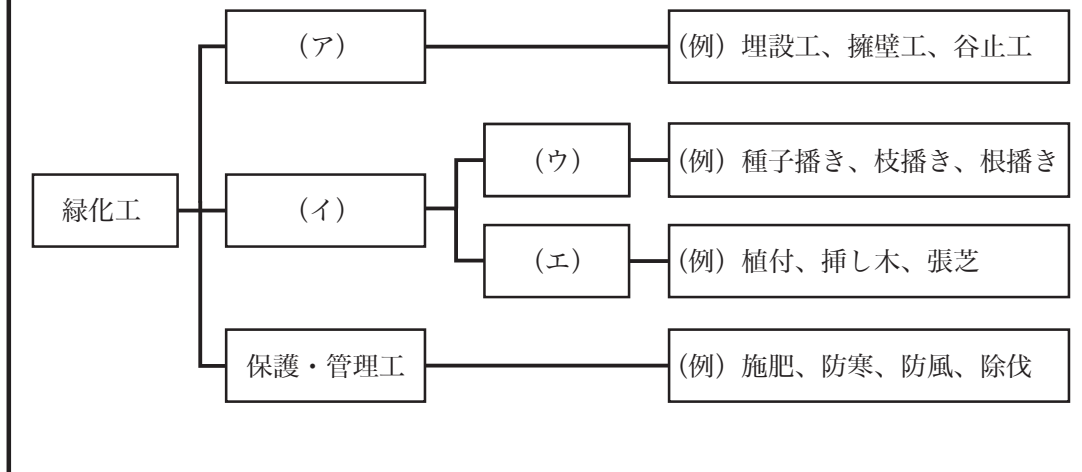 （ア）
（例）埋設工、擁壁工、谷止工
（ウ）
（例）種子播き、枝播き、根播き
緑化工
（イ）
（エ）
（例）植付、挿し木、張芝
保護・管理工
（例）施肥、防寒、防風、除伐